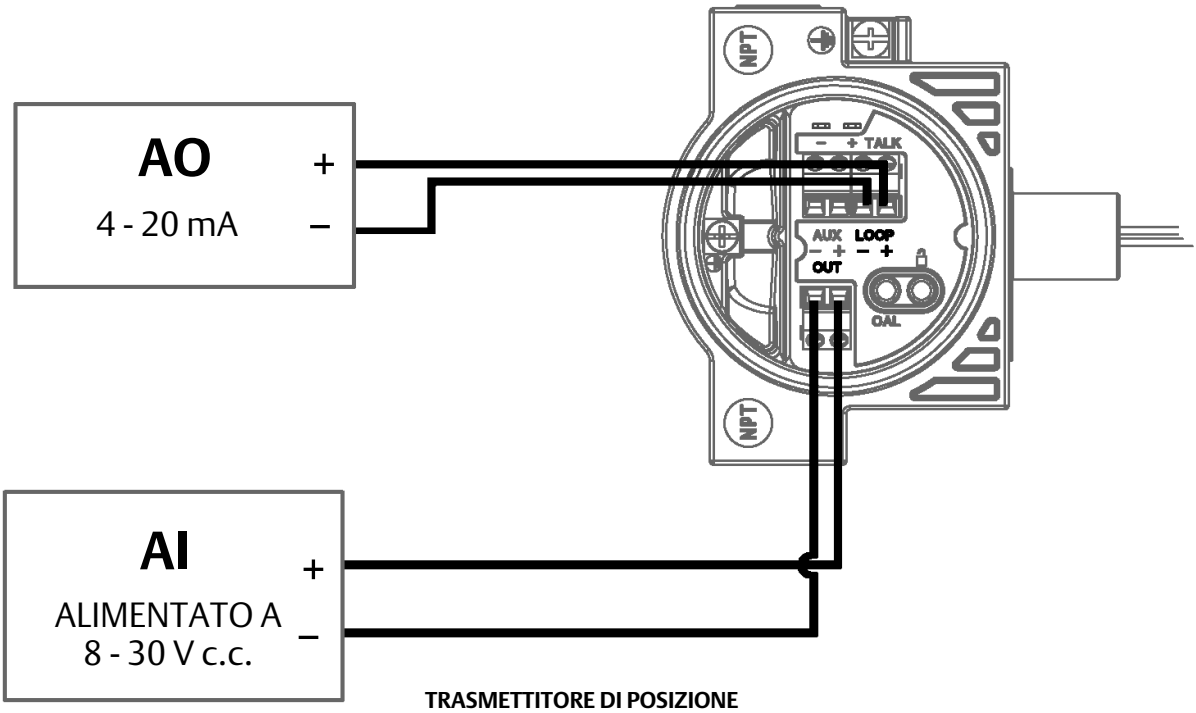 NPT
AO
+
4 - 20 mA
−
− + TALK
AUX LOOP
− + − +
OUT
CAL
NPT
AI
+
ALIMENTATO A
−
8 - 30 V c.c.
TRASMETTITORE DI POSIZIONE